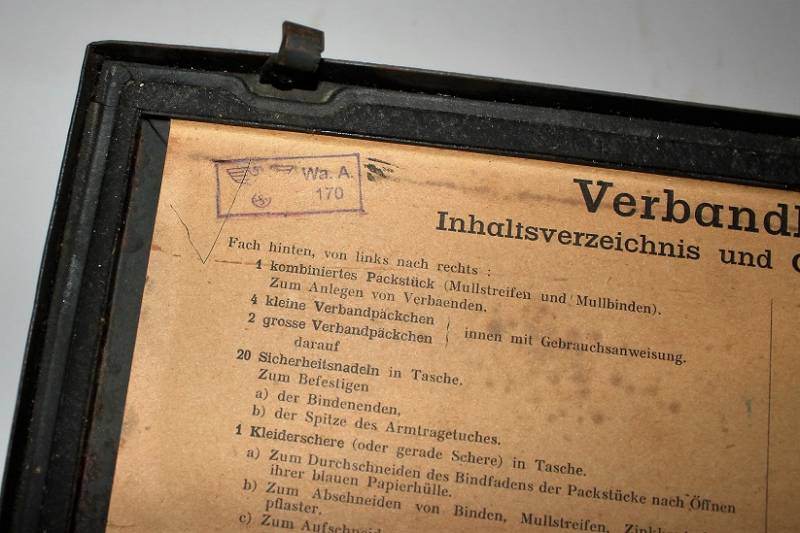 Wa. A.
170
Inhaltsverzeichnis und
Fach hinten, von links nach rechts :
1 kombiniertes Packstück (Mullstreifen und Mullbinden).
Zum Anlegen von Verbaenden.
4 kleine Verbandpäckchen
2 grosse Verbandpäckchen } innen mit Gebrauchsanweisung.
darauf
20 Sicherheitsnadeln in Tasche.
Zum Befestigen
a) der Bindenenden,
b) der Spitze des Armtragetuches.
1 Kleiderschere (oder gerade Schere) in Tasche.
a) Zum Durchschneiden des Bindfadens der Packstücke nach Öffnen
ihrer blauen Papierhülle.
b) Zum Abschneiden von Binden, Mullstreifen,
pflaster.
c) Zum